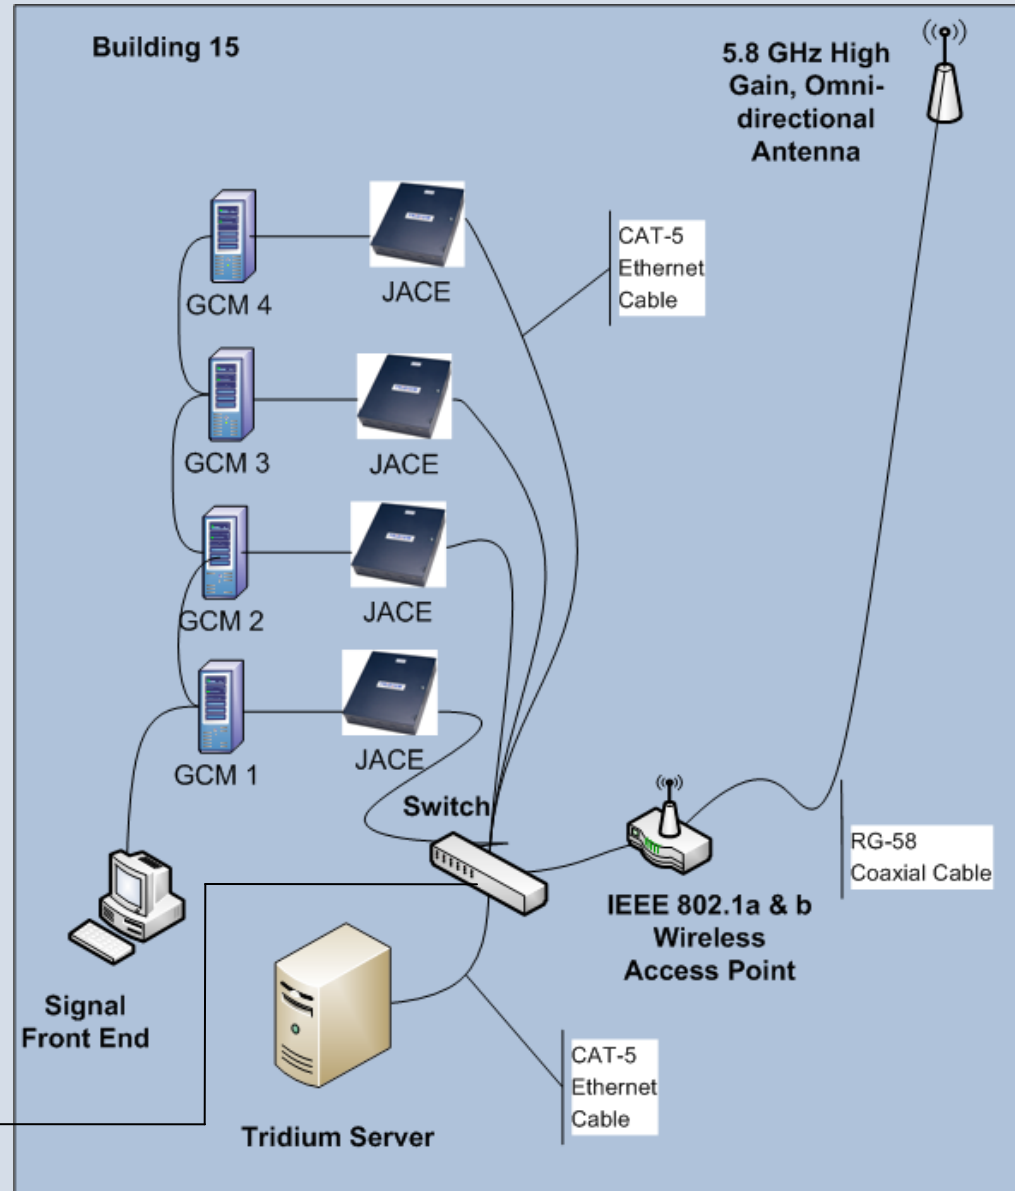 Building 15
5.8 GHz High
Gain, Omni-
directional
Antenna
CAT-5
Ethernet
Cable
GCM 4
JACE
GCM 3
JACE
GCM 2
JACE
GCM 1
JACE
Switch
RG-58
Coaxial Cable
IEEE 802.1a & b
Wireless
Access Point
Signal
Front End
CAT-5
Ethernet
Cable
Tridium Server